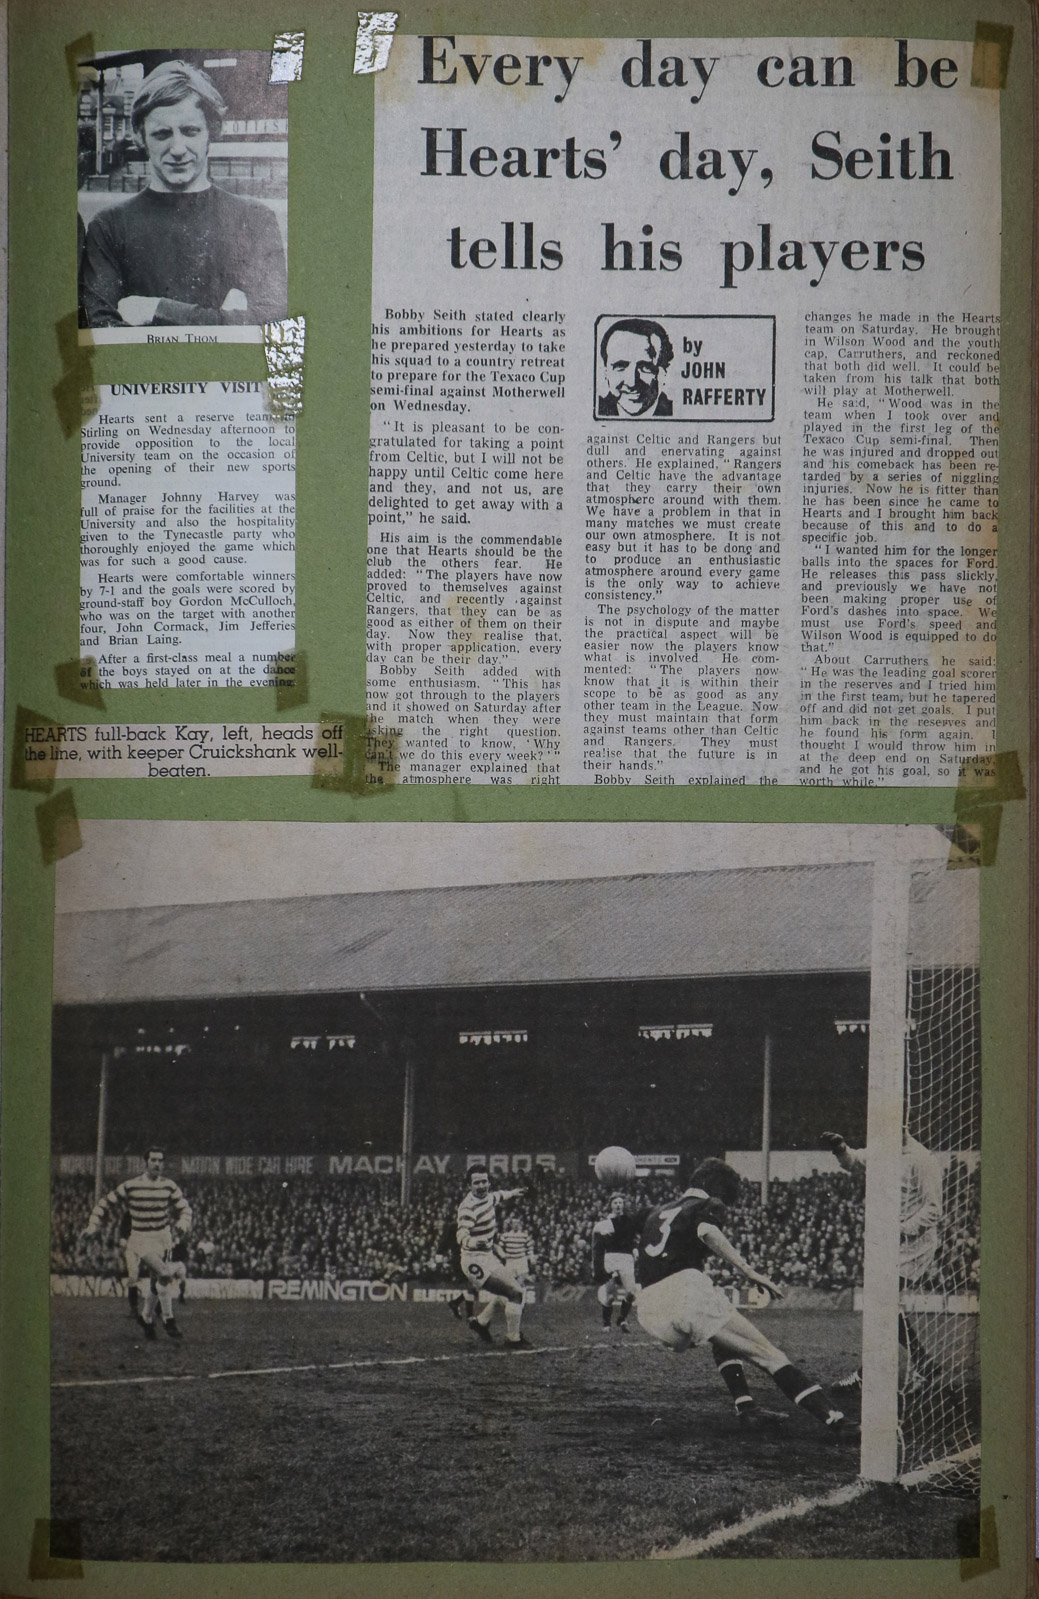 OTTIS
BRIAN THOM
UNIVERSITY VISIT
Hearts sent a reserve team to
Stirling on Wednesday afternoon to
provide opposition to the local
University team on the occasion of
the opening of their new sports
ground.
Manager Johnny Harvey was
full of praise for the facilities at the
University and also the hospitality
given to the Tynecastle party who
thoroughly enjoyed the game which
was for such a good cause.
Hearts were comfortable winners
by 7-1 and the goals were scored by
ground-staff boy Gordon McCulloch,
who was on the target with another
four, John Cormack, Jim Jefferies
and Brian Laing.
After a first-class meal a number
of the boys stayed on at the dance
which was held later in the evening.
HEARTS full-back Kay, left, heads off
the line, with keeper Cruickshank well-
beaten.
Every day can be
Hearts' day, Seith
tells his players
Bobby Seith stated clearly
his ambitions for Hearts as
he prepared yesterday to take
his squad to a country retreat
to prepare for the Texaco Cup
semi-final against Motherwell
on Wednesday.
"It is pleasant to be con-
gratulated for taking a point
from Celtic, but I will not be
happy until Celtic come here
and they, and not us, are
delighted to get away with a
point," he said.
His aim is the commendable
one that Hearts should be the
club the others fear. He
added: "The players have now
proved to themselves against
Celtic, and recently against
Rangers, that they can be as
good as either of them on their
day. Now they realise that,
with proper application, every
day can be their day."
Bobby Seith added with
some enthusiasm, "This has
now got through to the players
and it showed on Saturday after
the match when they were
asking the right question.
They wanted to know, 'Why
can't we do this every week?'"
The manager explained that
the atmosphere was right
by
JOHN
RAFFERTY
against Celtic and Rangers but
dull and enervating against
others. He explained, "Rangers
and Celtic have the advantage
that they carry their own
atmosphere around with them.
We have a problem in that in
many matches we must create
our own atmosphere. It is not
easy but it has to be done and
to produce an enthusiastic
atmosphere around every game
is the only way to achieve
consistency."
The psychology of the matter
is not in dispute and maybe
the practical aspect will be
easier now the players know
what is involved He com-
mented: "The players now
know that it is within their
scope to be as good as any
other team in the League. Now
they must maintain that form
against teams other than Celtic
and Rangers. They must
realise that the future is in
their hands."
Bobby Seith explained the
changes he made in the Hearts
team on Saturday. He brought
in Wilson Wood and the youth
cap, Carruthers, and reckoned
that both did well. It could be
taken from his talk that both
will play at Motherwell.
He said, "Wood was in the
team when I took over and
played in the first leg of the
Texaco Cup semi-final. Then
he was injured and dropped out
and his comeback has been re-
tarded by a series of niggling
injuries. Now he is fitter than
he has been since he came to
Hearts and I brought him back
because of this and to do a
specific job.
"I wanted him for the longer
balls into the spaces for Ford.
He releases this pass slickly,
and previously we have not
been making proper use of
Ford's dashes into space. We
must use Ford's speed and
Wilson Wood is equipped to do
that."
About Carruthers he said:
"He was the leading goal scorer
in the reserves and I tried him
in the first team, but he tapered
off and did not get goals. I put
him back in the reserves and
he found his form again. I
thought I would throw him in
at the deep end on Saturday,
and he got his goal, so it was
worth while."
NATION WIDE CAR HIRE MACKAY BROS.
REMINGTON ELECT
HOT
3
9